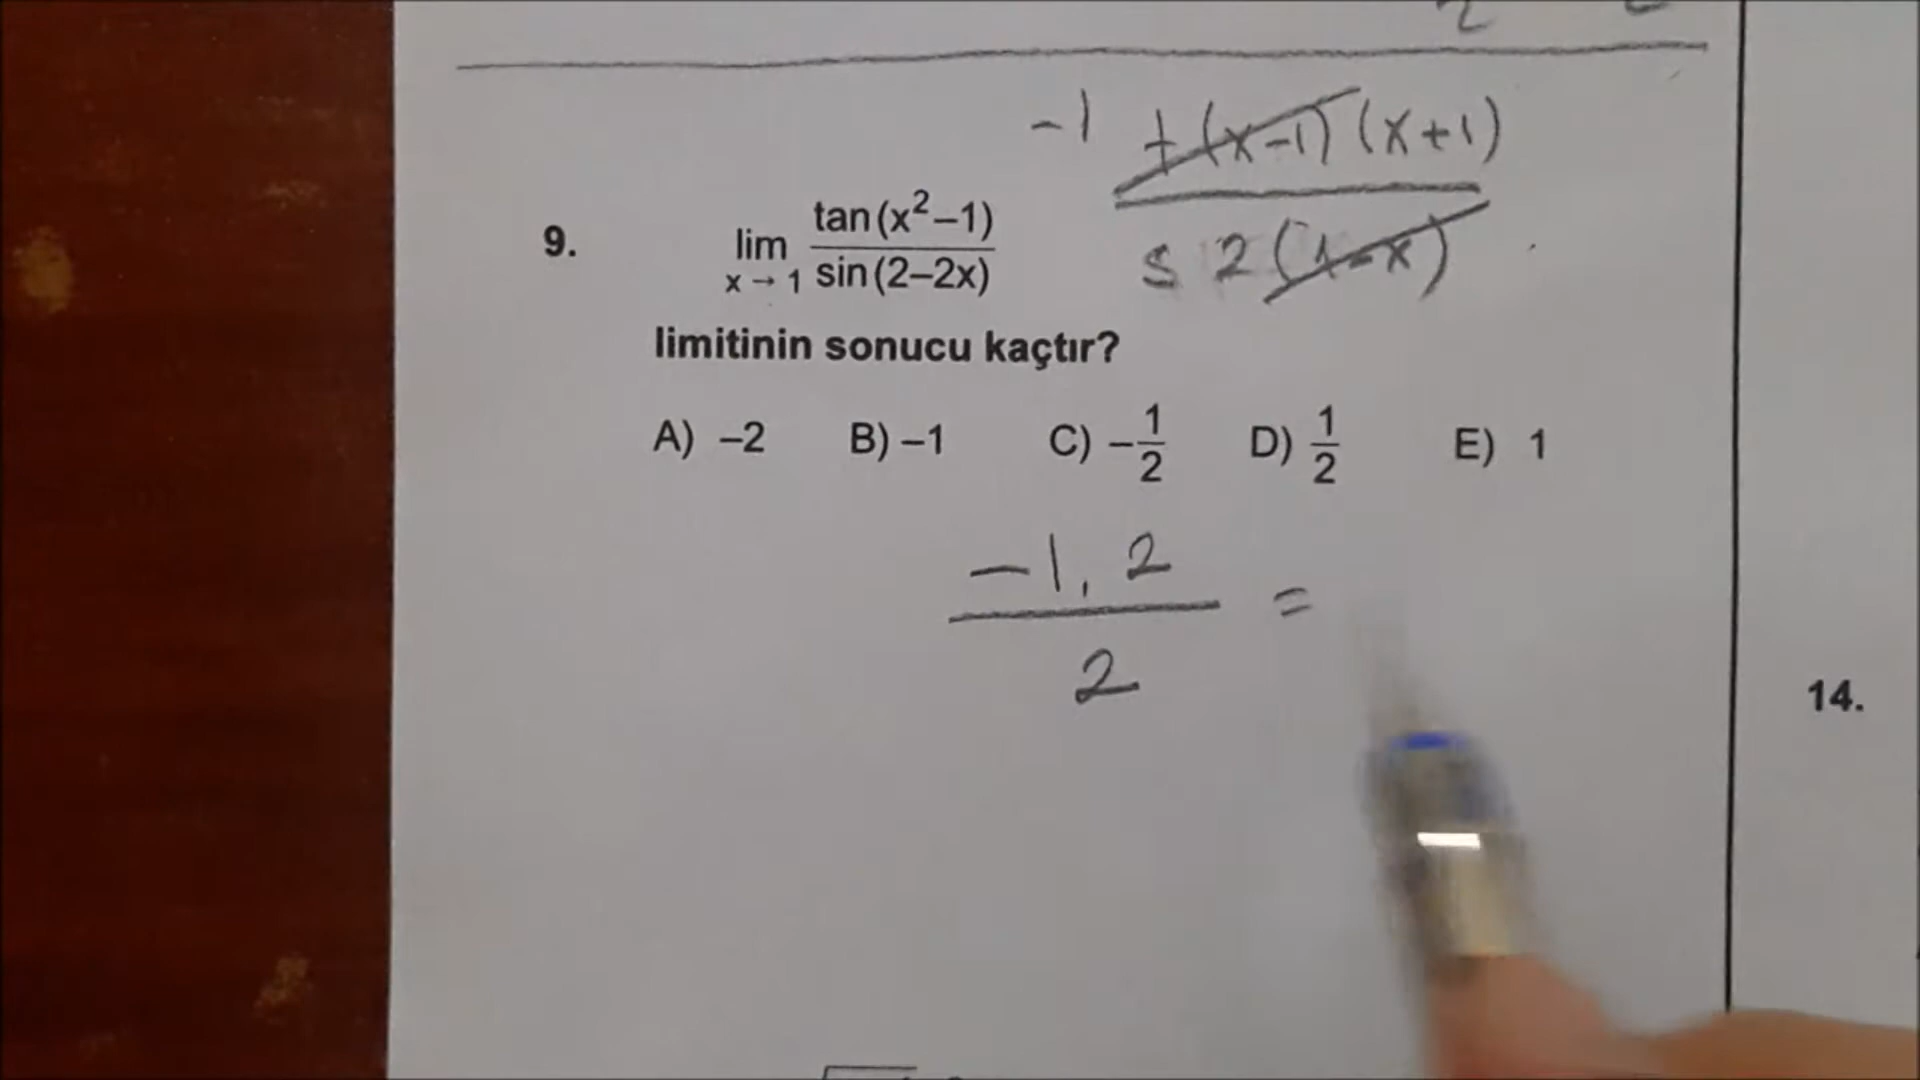 -1 t(x-1)(x+1)
s 2(1-x)
9. lim x→1 tan(x²–1)
sin(2–2x)
limitinin sonucu kaçtır?
A) –2 B) –1 C) –1/2 D) 1/2 E) 1
-1.2
2
=
14.